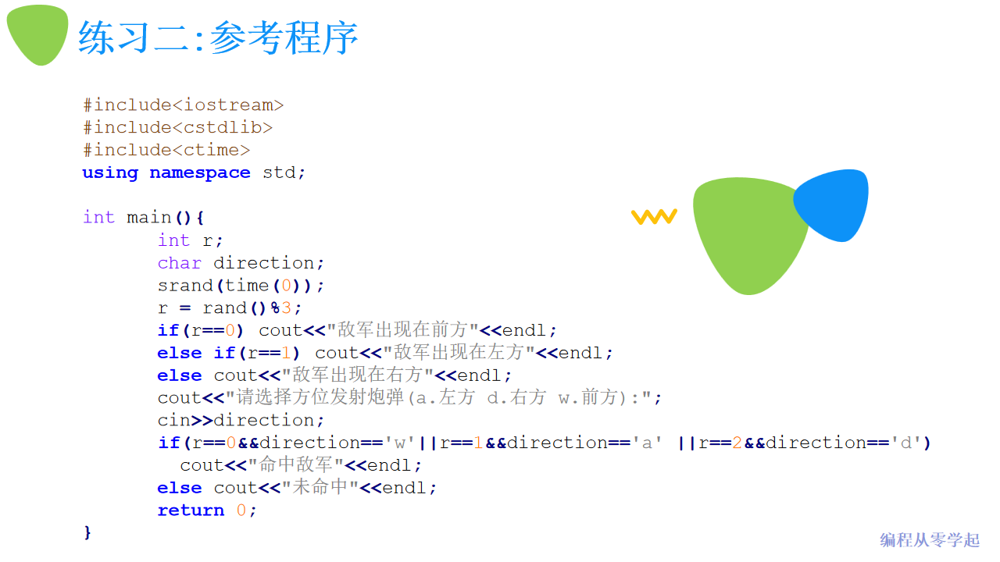 练习二:参考程序
#include<iostream>
#include<cstdlib>
#include<ctime>
using namespace std;
int main(){
int r;
char direction;
srand(time(0));
r = rand()%3;
if(r==0) cout<<"敌军出现在前方"<<endl;
else if(r==1) cout<<"敌军出现在左方"<<endl;
else cout<<"敌军出现在右方"<<endl;
cout<<"请选择方位发射炮弹(a.左方 d.右方 w.前方):";
cin>>direction;
if(r==0&&direction=='w'||r==1&&direction=='a' ||r==2&&direction=='d')
cout<<"命中敌军"<<endl;
else cout<<"未命中"<<endl;
return 0;
}
编程从零学起